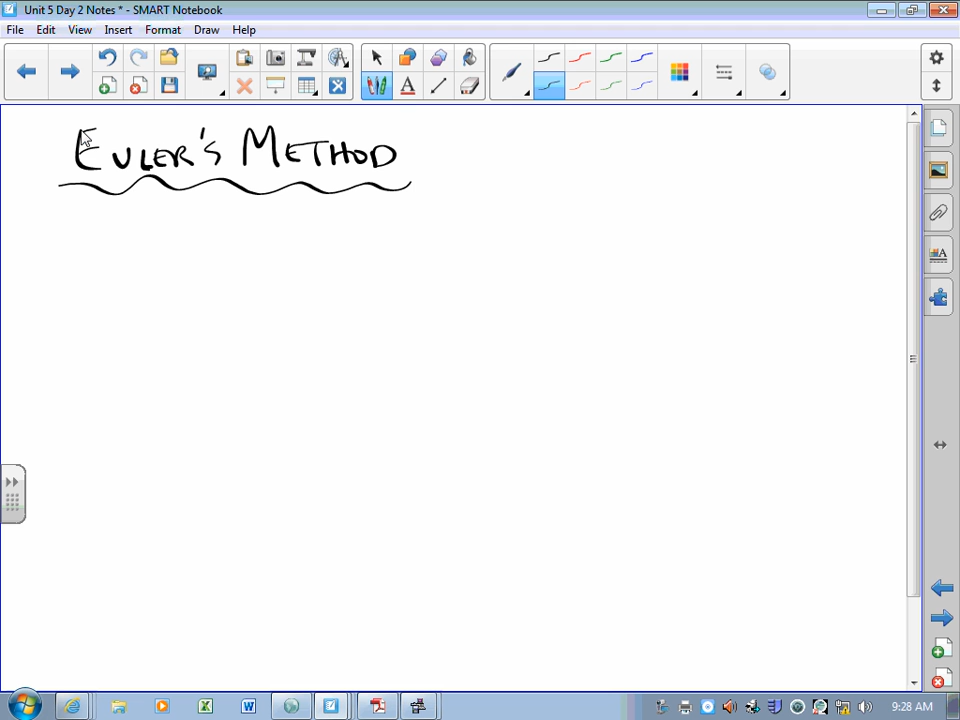 Unit 5 Day 2 Notes * - SMART Notebook
File Edit View Insert Format Draw Help
EULER'S METHOD
9:28 AM